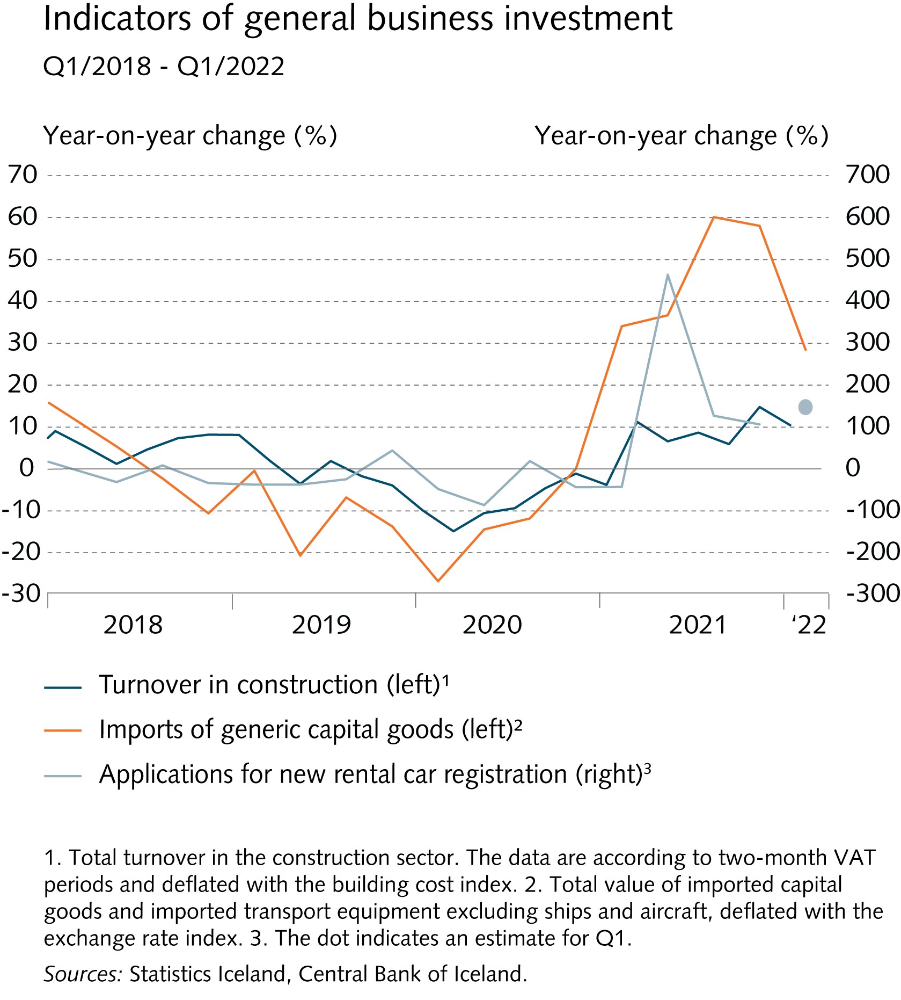 Indicators of general business investment
Q1/2018 - Q1/2022
Year-on-year change (%) Year-on-year change (%)
70 700
60 600
50 500
40 400
30 300
20 200
10 100
0 0
-10 -100
-20 -200
-30 -300
2018 2019 2020 2021 ‘22
Turnover in construction (left)¹
Imports of generic capital goods (left)²
Applications for new rental car registration (right)³
1. Total turnover in the construction sector. The data are according to two-month VAT
periods and deflated with the building cost index. 2. Total value of imported capital
goods and imported transport equipment excluding ships and aircraft, deflated with the
exchange rate index. 3. The dot indicates an estimate for Q1.
Sources: Statistics Iceland, Central Bank of Iceland.